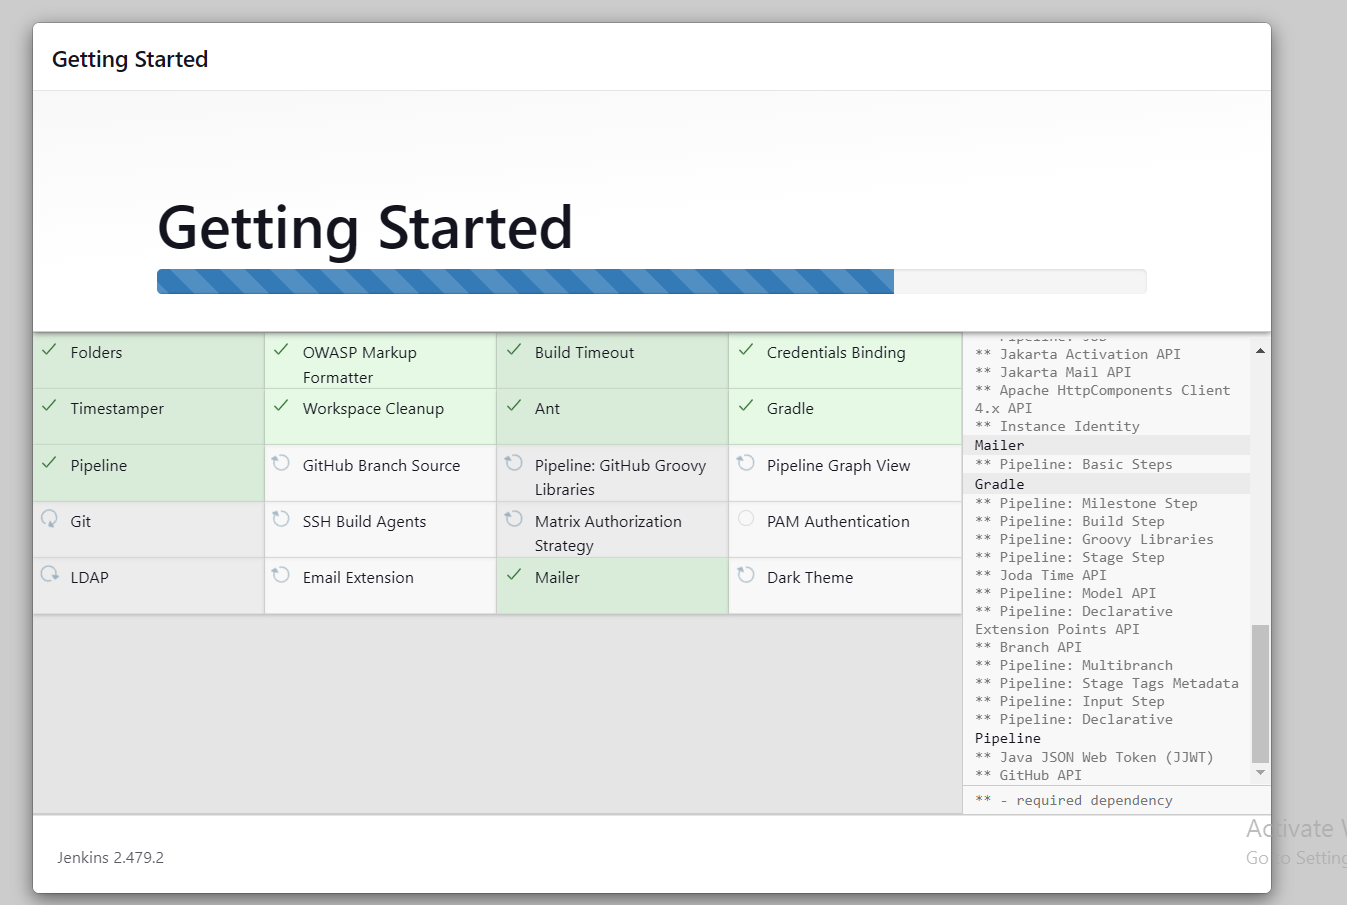 Getting Started
Getting Started
Folders
OWASP Markup
Formatter
Build Timeout
Credentials Binding
Timestamper
Workspace Cleanup
Ant
Gradle
Pipeline
GitHub Branch Source
Pipeline: GitHub Groovy
Libraries
Pipeline Graph View
Git
SSH Build Agents
Matrix Authorization
Strategy
PAM Authentication
LDAP
Email Extension
Mailer
Dark Theme
** Pipeline: Job
** Jakarta Activation API
** Jakarta Mail API
** Apache HttpComponents Client
4.x API
** Instance Identity
Mailer
** Pipeline: Basic Steps
Gradle
** Pipeline: Milestone Step
** Pipeline: Build Step
** Pipeline: Groovy Libraries
** Pipeline: Stage Step
** Joda Time API
** Pipeline: Model API
** Pipeline: Declarative
Extension Points API
** Branch API
** Pipeline: Multibranch
** Pipeline: Stage Tags Metadata
** Pipeline: Input Step
** Pipeline: Declarative
Pipeline
** Java JSON Web Token (JJWT)
** GitHub API
** - required dependency
Activate W
Go to Setting
Jenkins 2.479.2